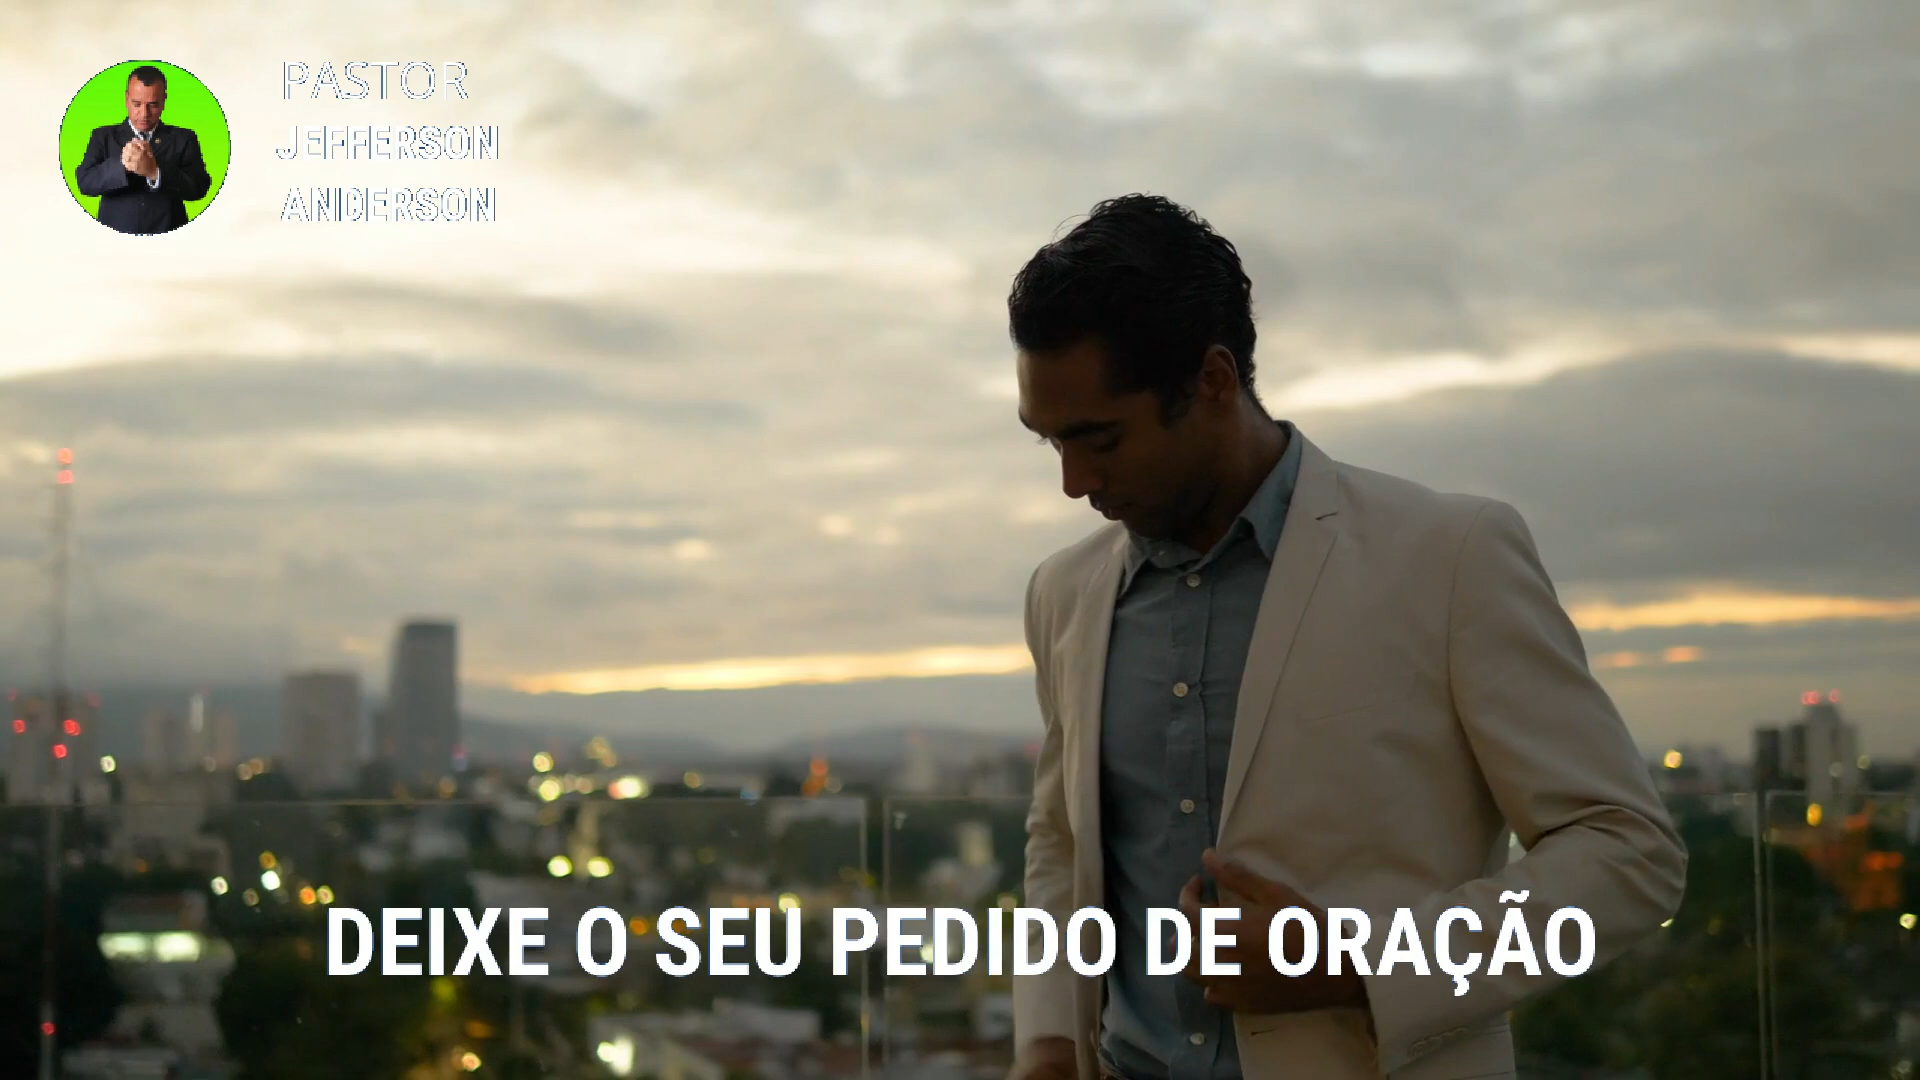 PASTOR
JEFFERSON
ANDERSON
DEIXE O SEU PEDIDO DE ORAÇÃO